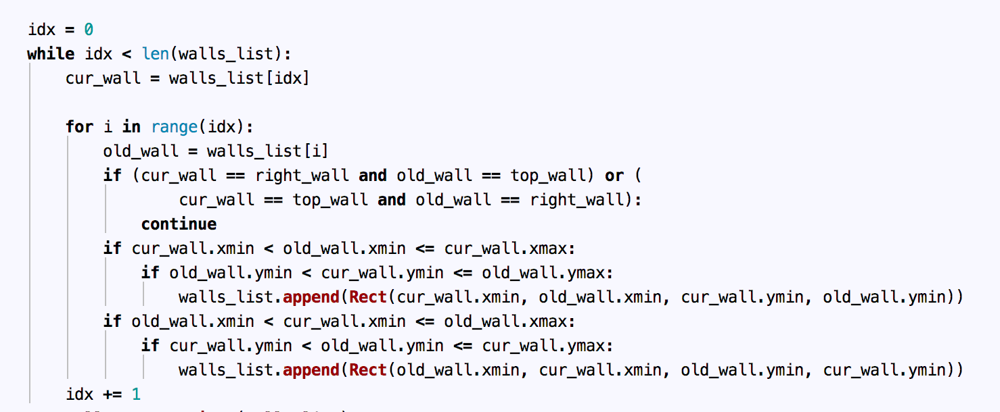 idx = 0
while idx < len(walls_list):
    cur_wall = walls_list[idx]

    for i in range(idx):
        old_wall = walls_list[i]
        if (cur_wall == right_wall and old_wall == top_wall) or (
                cur_wall == top_wall and old_wall == right_wall):
            continue
        if cur_wall.xmin < old_wall.xmin <= cur_wall.xmax:
            if old_wall.ymin < cur_wall.ymin <= old_wall.ymax:
                walls_list.append(Rect(cur_wall.xmin, old_wall.xmin, cur_wall.ymin, old_wall.ymin))
        if old_wall.xmin < cur_wall.xmin <= old_wall.xmax:
            if cur_wall.ymin < old_wall.ymin <= cur_wall.ymax:
                walls_list.append(Rect(old_wall.xmin, cur_wall.xmin, old_wall.ymin, cur_wall.ymin))
    idx += 1